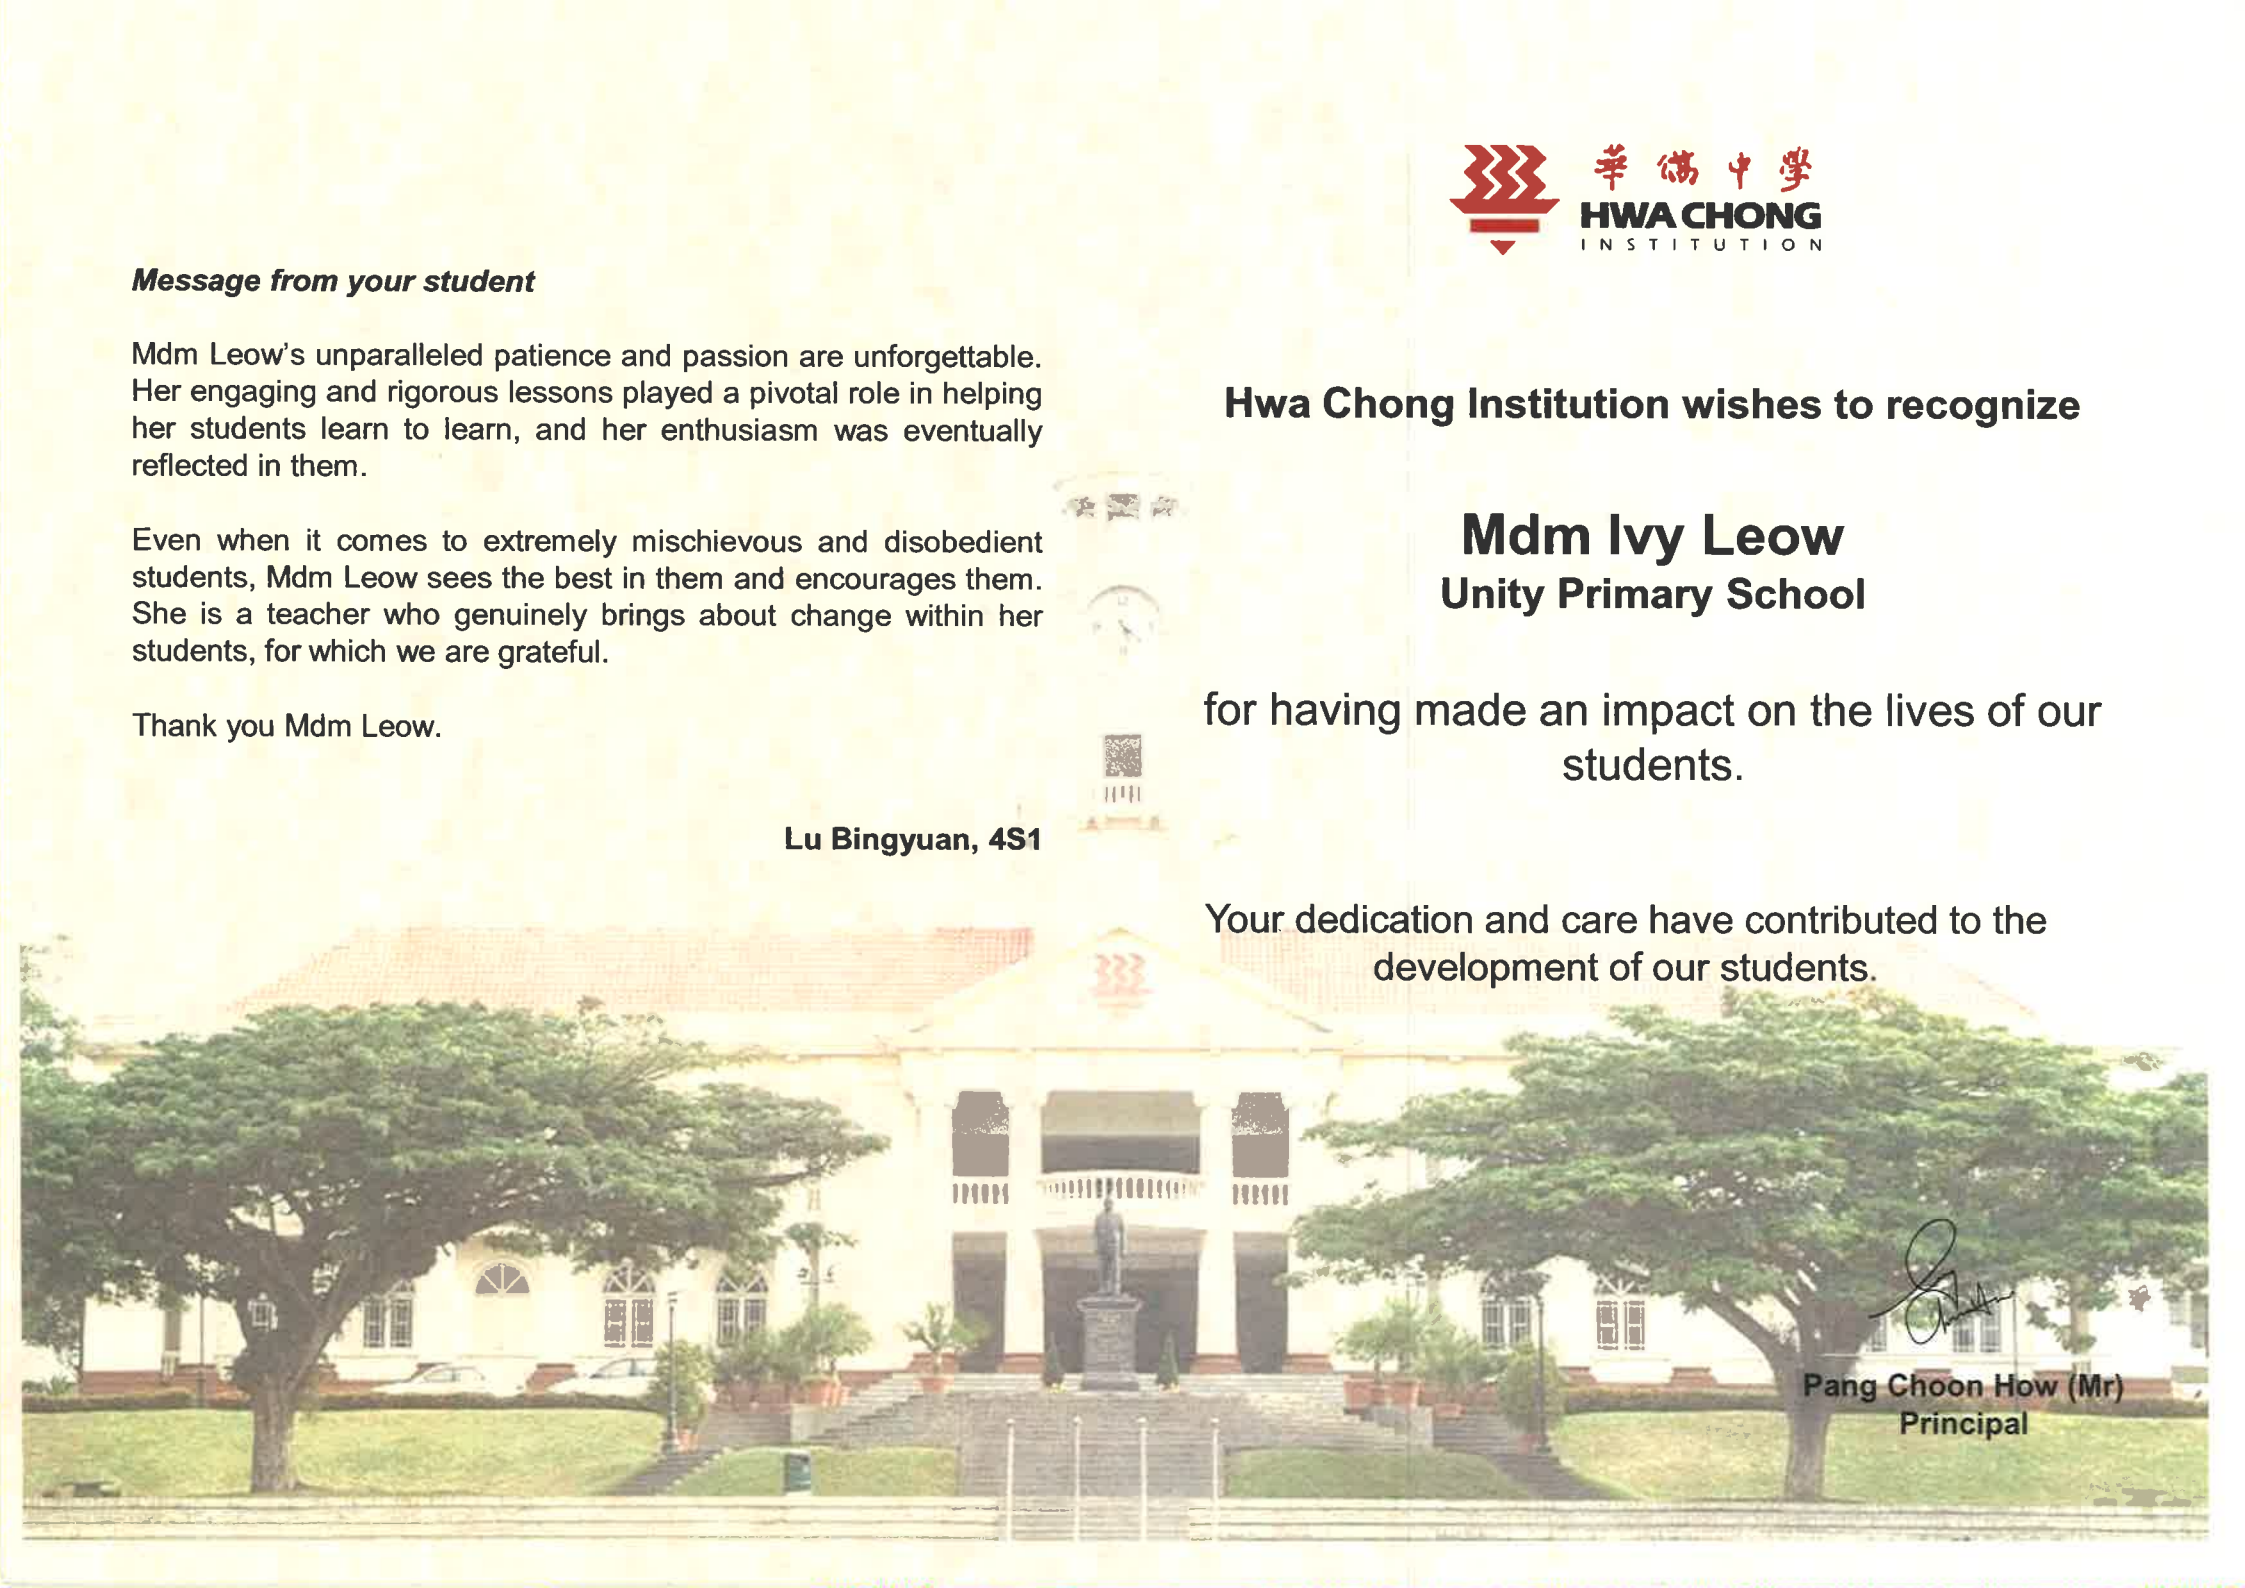 Message from your student
Mdm Leow's unparalleled patience and passion are unforgettable.
Her engaging and rigorous lessons played a pivotal role in helping
her students learn to learn, and her enthusiasm was eventually
reflected in them.
Even when it comes to extremely mischievous and disobedient
students, Mdm Leow sees the best in them and encourages them.
She is a teacher who genuinely brings about change within her
students, for which we are grateful.
Thank you Mdm Leow.
Lu Bingyuan, 4S1
華僑中學
HWA CHONG
INSTITUTION
Hwa Chong Institution wishes to recognize
Mdm Ivy Leow
Unity Primary School
for having made an impact on the lives of our
students.
Your dedication and care have contributed to the
development of our students.
Pang Choon How (Mr)
Principal